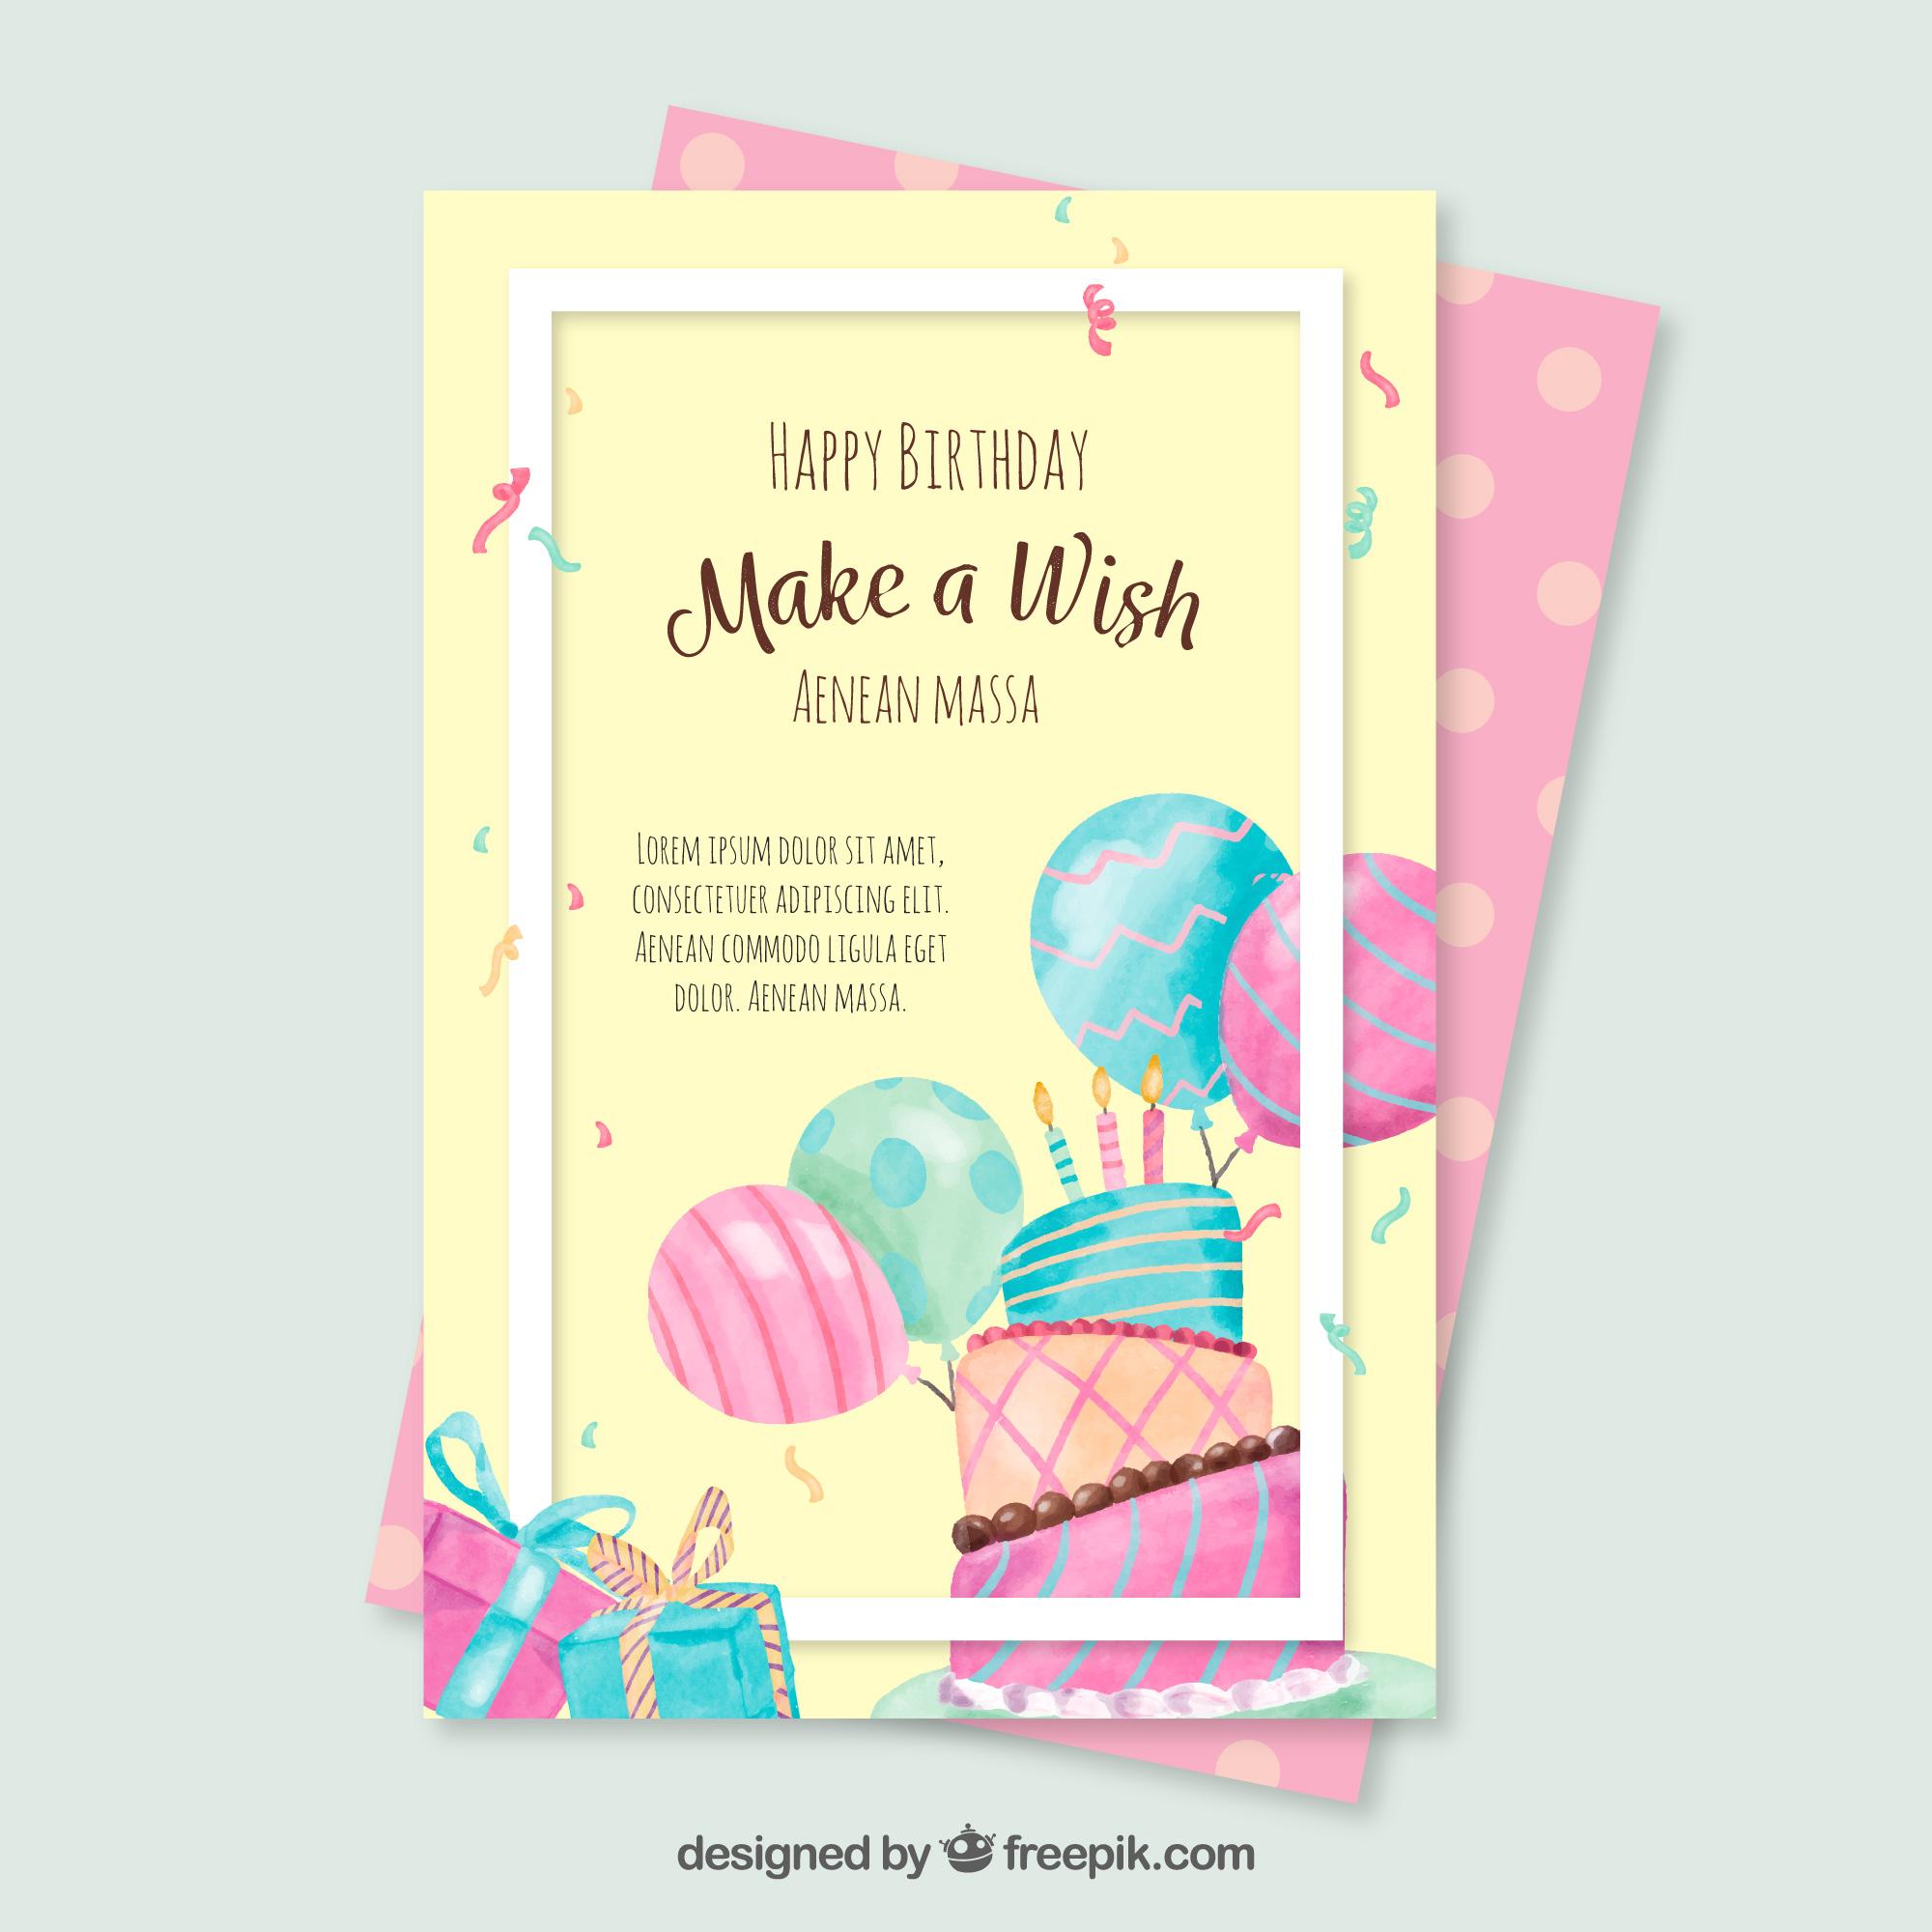 Happy Birthday
Make a Wish
Aenean massa
Lorem ipsum dolor sit amet,
consectetuer adipiscing elit.
Aenean commodo ligula eget
dolor. Aenean massa.
designed by freepik.com